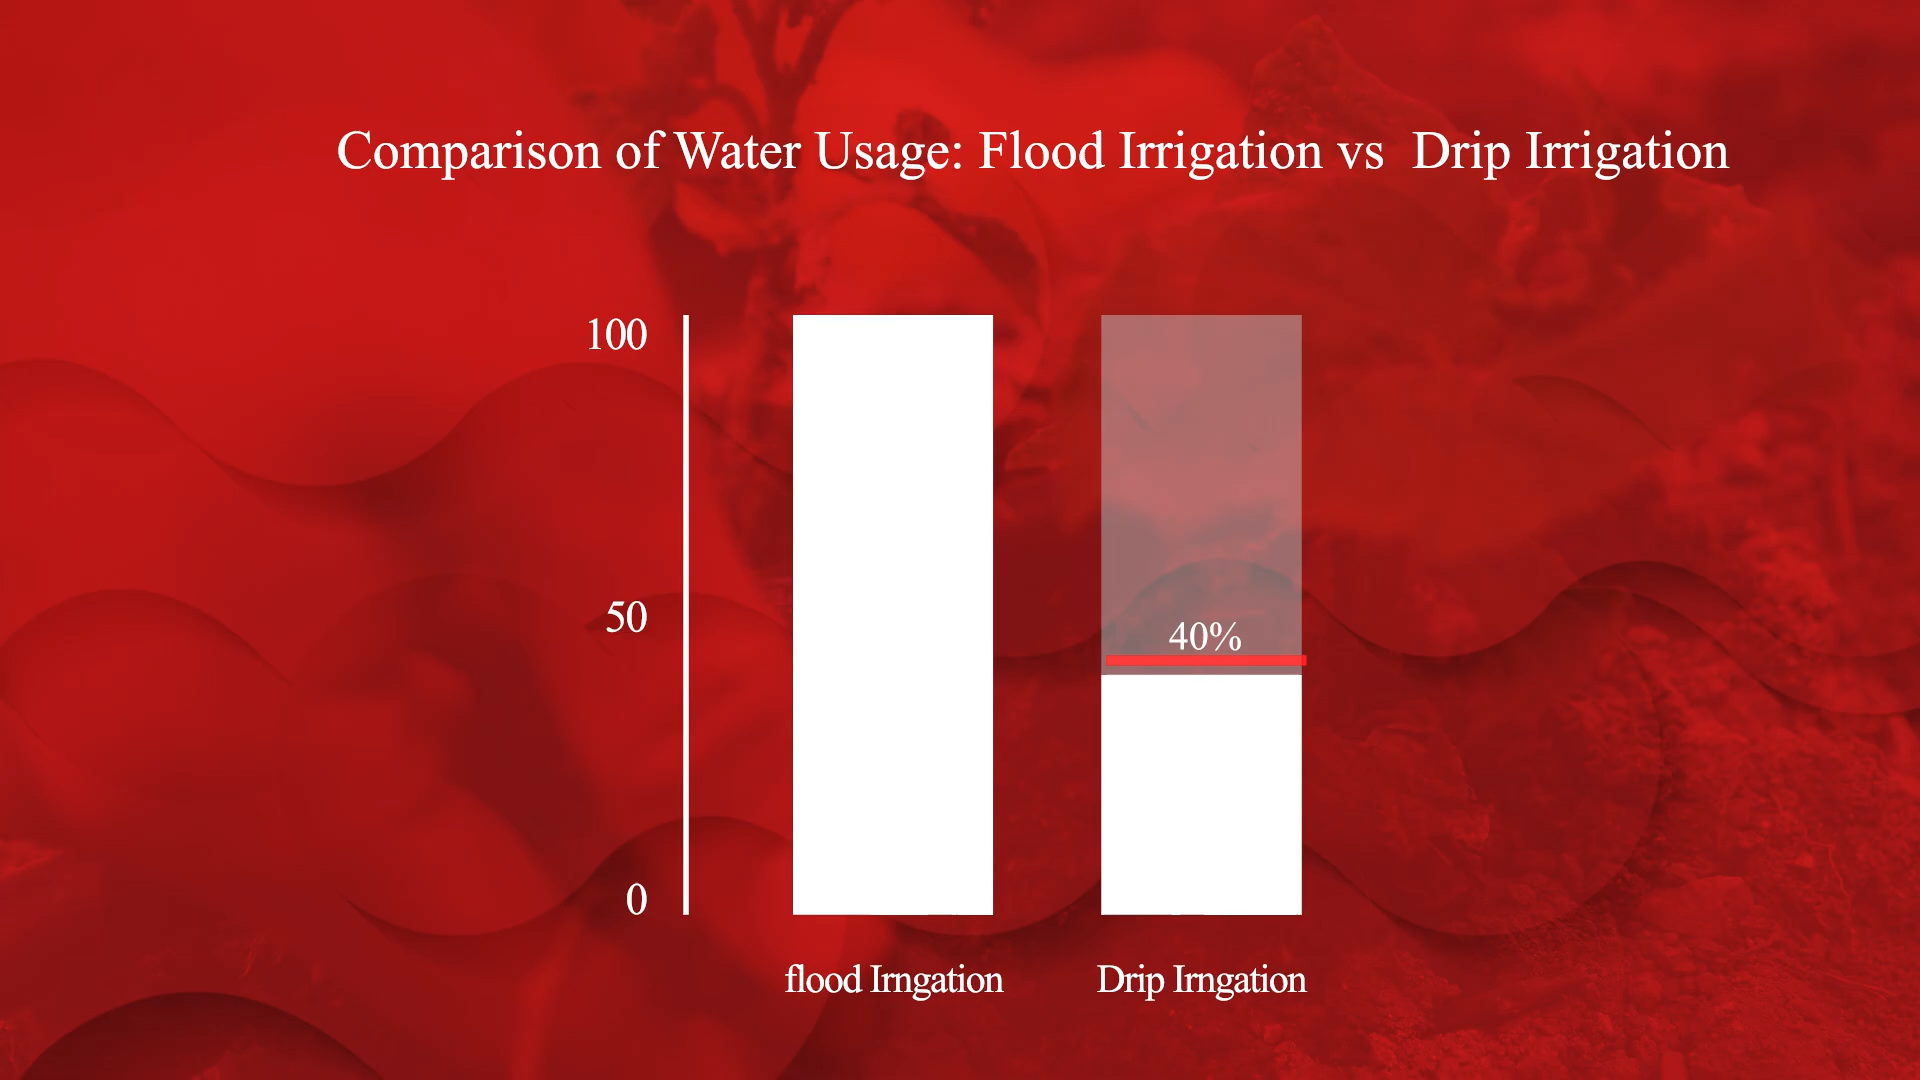 Comparison of Water Usage: Flood Irrigation vs Drip Irrigation
100
50
40%
0
flood Irngation
Drip Irngation